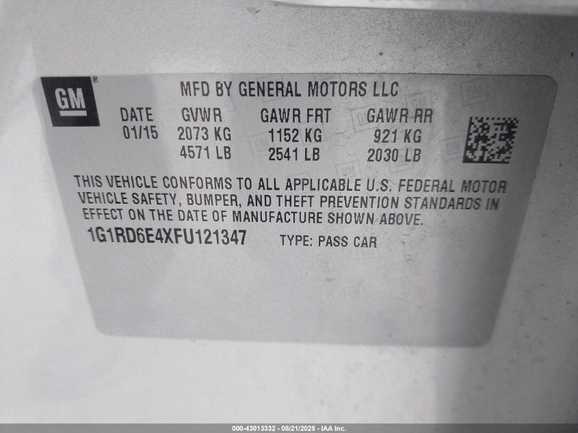 GM
MFD BY GENERAL MOTORS LLC
DATE GVWR GAWR FRT GAWR RR
01/15 2073 KG 1152 KG 921 KG
4571 LB 2541 LB 2030 LB
THIS VEHICLE CONFORMS TO ALL APPLICABLE U.S. FEDERAL MOTOR
VEHICLE SAFETY, BUMPER, AND THEFT PREVENTION STANDARDS IN
EFFECT ON THE DATE OF MANUFACTURE SHOWN ABOVE.
1G1RD6E4XFU121347 TYPE: PASS CAR
000-43013332 - 08/21/2025 - IAA Inc.